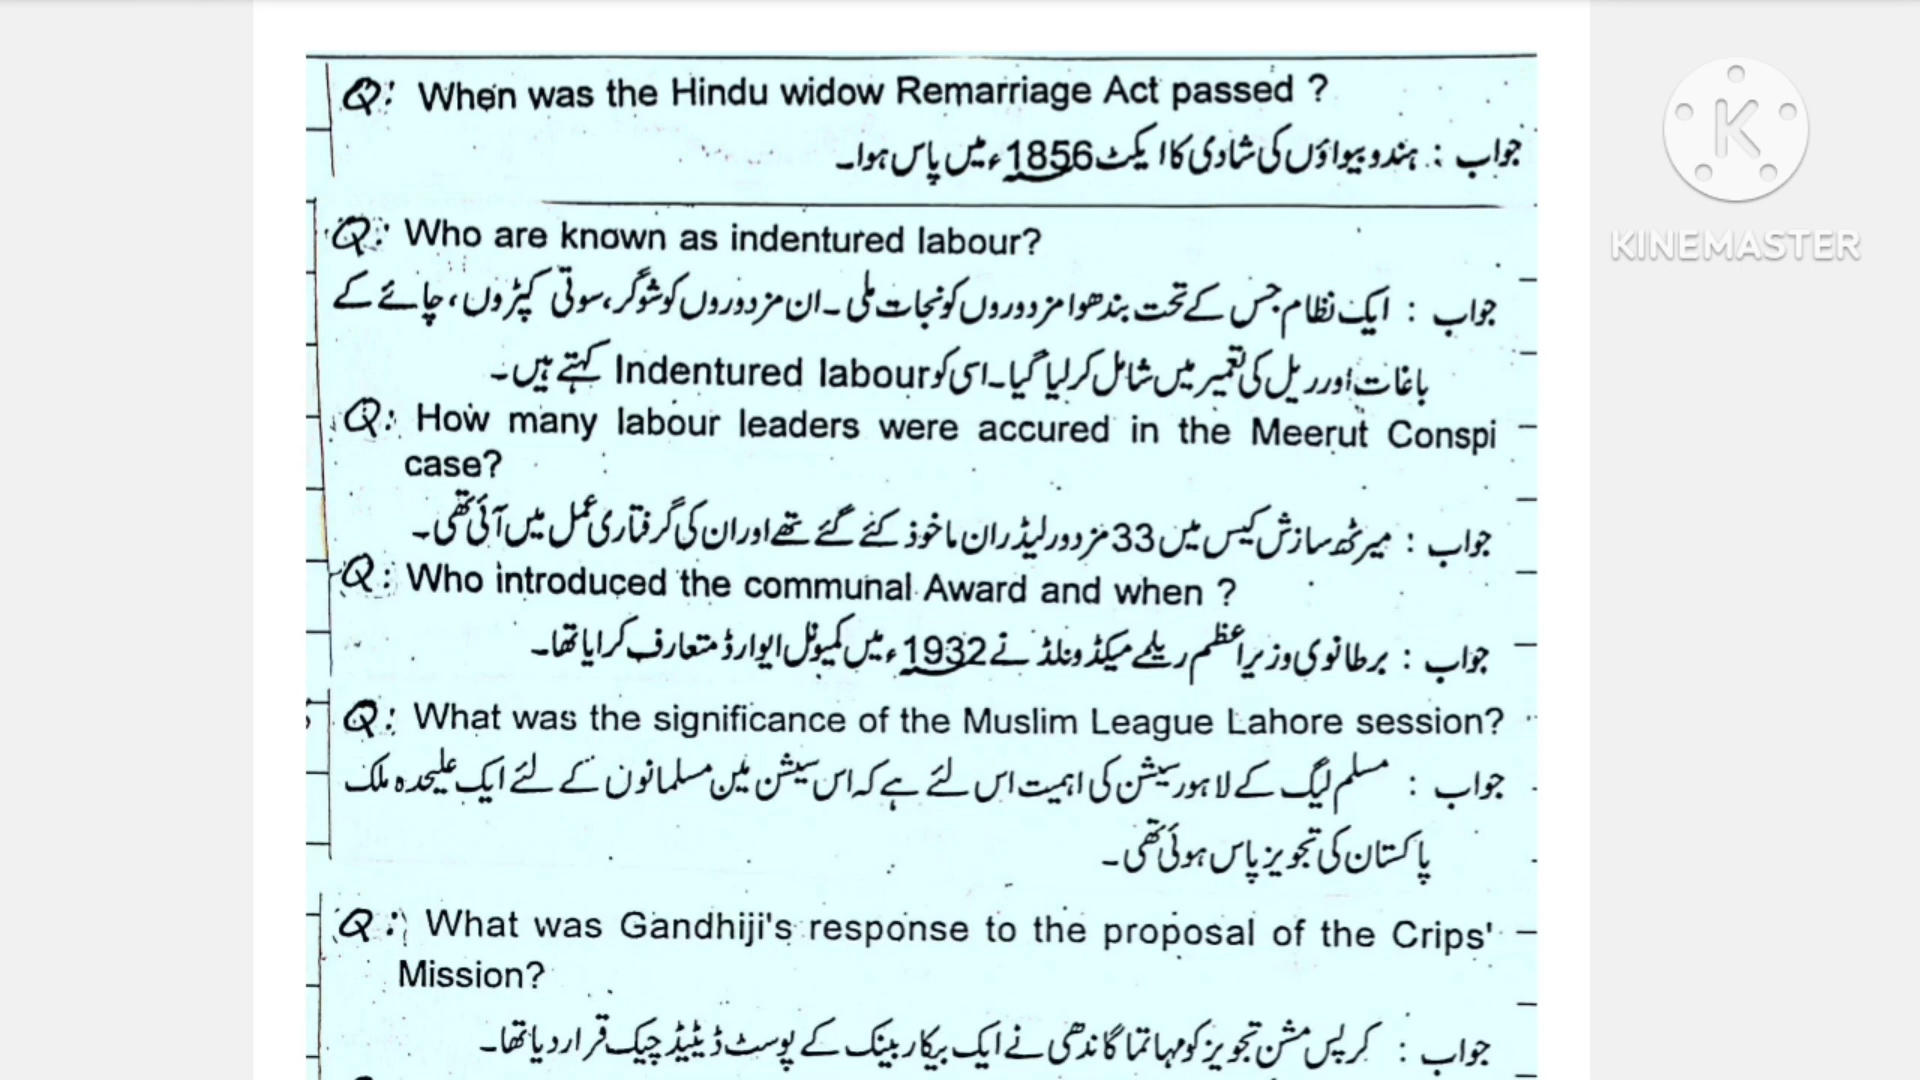 Q: When was the Hindu widow Remarriage Act passed ?
جواب : ہندو بیواؤں کی شادی کا ایکٹ 1856ء میں پاس ہوا۔
Q: Who are known as indentured labour?
جواب : ایک نظام جس کے تحت بندھوا مزدوروں کو نجات ملی ۔ ان مزدوروں کو شوگر، سوتی کپڑوں، چائے کے
باغات اور ریل کی تعمیر میں شامل کر لیا گیا۔ اسی کو Indentured labour کہتے ہیں۔
Q: How many labour leaders were accured in the Meerut Conspi
case?
جواب : میرٹھ سازش کیس میں 33 مزدور لیڈران ماخوذ کئے گئے تھے اور ان کی گرفتاری عمل میں آئی تھی۔
Q: Who introduced the communal Award and when ?
جواب : برطانوی وزیر اعظم ریملے میکڈونلڈ نے 1932ء میں کمیونل ایوارڈ متعارف کرایا تھا۔
Q: What was the significance of the Muslim League Lahore session?
جواب : مسلم لیگ کے لاہور سیشن کی اہمیت اس لئے ہے کہ اس سیشن میں مسلمانوں کے لئے ایک علیحدہ ملک
پاکستان کی تجویز پاس ہوئی تھی۔
Q: What was Gandhiji's response to the proposal of the Crips'
Mission?
جواب : کرپس مشن تجویز کو مہاتما گاندھی نے ایک بیکار بینک کے پوسٹ ڈیٹیڈ چیک قرار دیا تھا۔
K
KINEMASTER